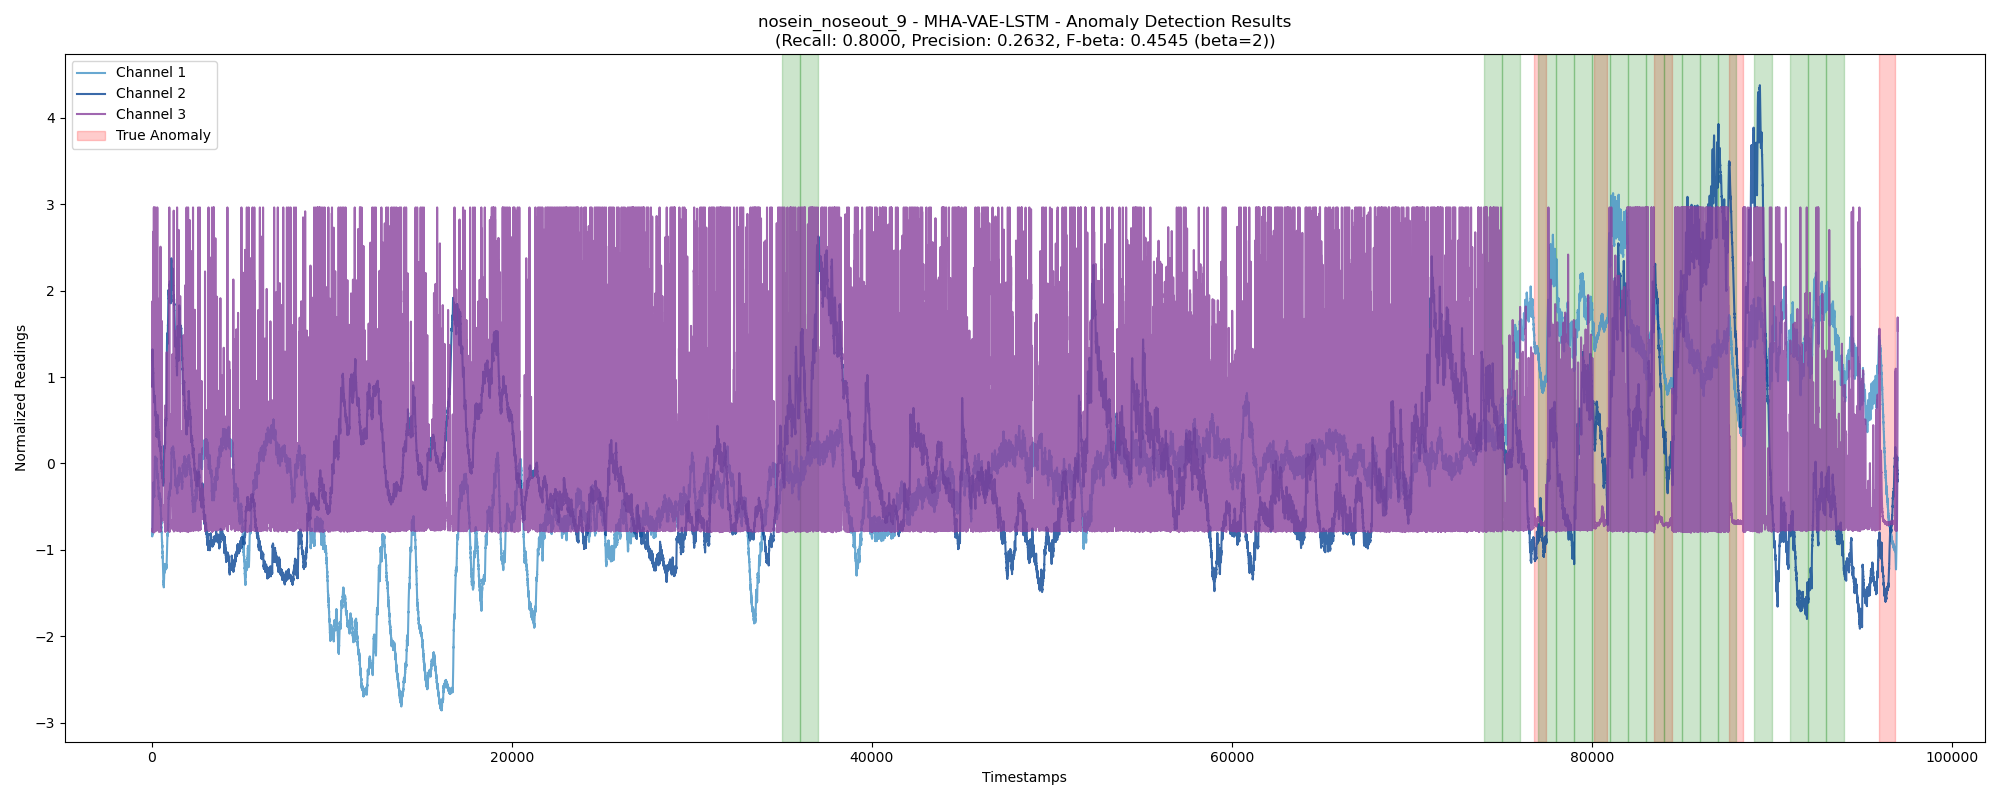 nosein_noseout_9 - MHA-VAE-LSTM - Anomaly Detection Results
(Recall: 0.8000, Precision: 0.2632, F-beta: 0.4545 (beta=2))
Channel 1
Channel 2
Channel 3
True Anomaly
Normalized Readings
4
3
2
1
0
−1
−2
−3
0 20000 40000 60000 80000 100000
Timestamps